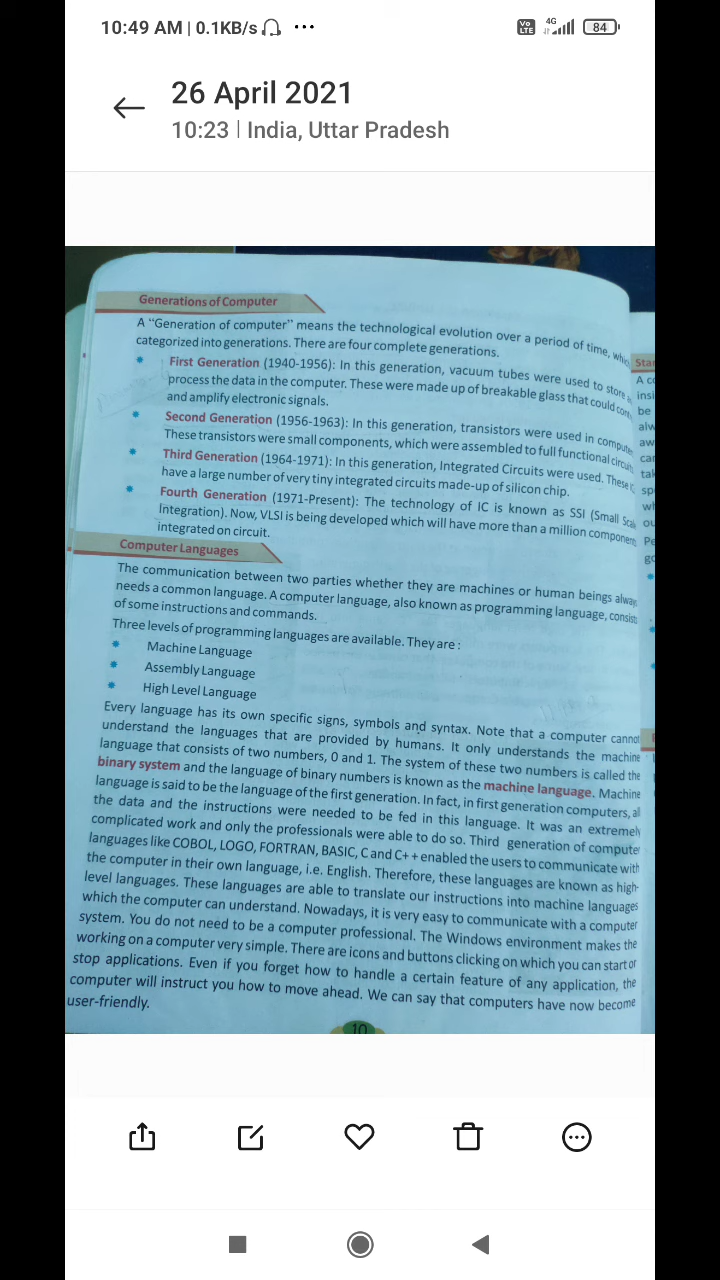 10:49 AM | 0.1KB/s
Vo LTE 4G 84
26 April 2021
10:23 | India, Uttar Pradesh
Generations of Computer
A "Generation of computer" means the technological evolution over a period of time,
categorized into generations. There are four complete generations.
First Generation (1940-1956): In this generation, vacuum tubes were used to store
process the data in the computer. These were made up of breakable glass that could
and amplify electronic signals.
Second Generation (1956-1963): In this generation, transistors were used in
These transistors were small components, which were assembled to full functional
Third Generation (1964-1971): In this generation, Integrated Circuits were used. These
have a large number of very tiny integrated circuits made-up of silicon chip.
Fourth Generation (1971-Present): The technology of IC is known as SSI (Small
Integration). Now, VLSI is being developed which will have more than a million
integrated on circuit.
Computer Languages
The communication between two parties whether they are machines or human beings
needs a common language. A computer language, also known as programming language,
of some instructions and commands.
Three levels of programming languages are available. They are :
Machine Language
Assembly Language
High Level Language
Every language has its own specific signs, symbols and syntax. Note that a computer cannot
understand the languages that are provided by humans. It only understands the machine
language that consists of two numbers, 0 and 1. The system of these two numbers is called the
binary system and the language of binary numbers is known as the machine language. Machine
language is said to be the language of the first generation. In fact, in first generation computers,
the data and the instructions were needed to be fed in this language. It was an extremely
complicated work and only the professionals were able to do so. Third generation of
languages like COBOL, LOGO, FORTRAN, BASIC, C and C++ enabled the users to communicate with
the computer in their own language, i.e. English. Therefore, these languages are known as high-
level languages. These languages are able to translate our instructions into machine languages
which the computer can understand. Nowadays, it is very easy to communicate with a computer
system. You do not need to be a computer professional. The Windows environment makes the
working on a computer very simple. There are icons and buttons clicking on which you can start or
stop applications. Even if you forget how to handle a certain feature of any application, the
computer will instruct you how to move ahead. We can say that computers have now become
user-friendly.
10